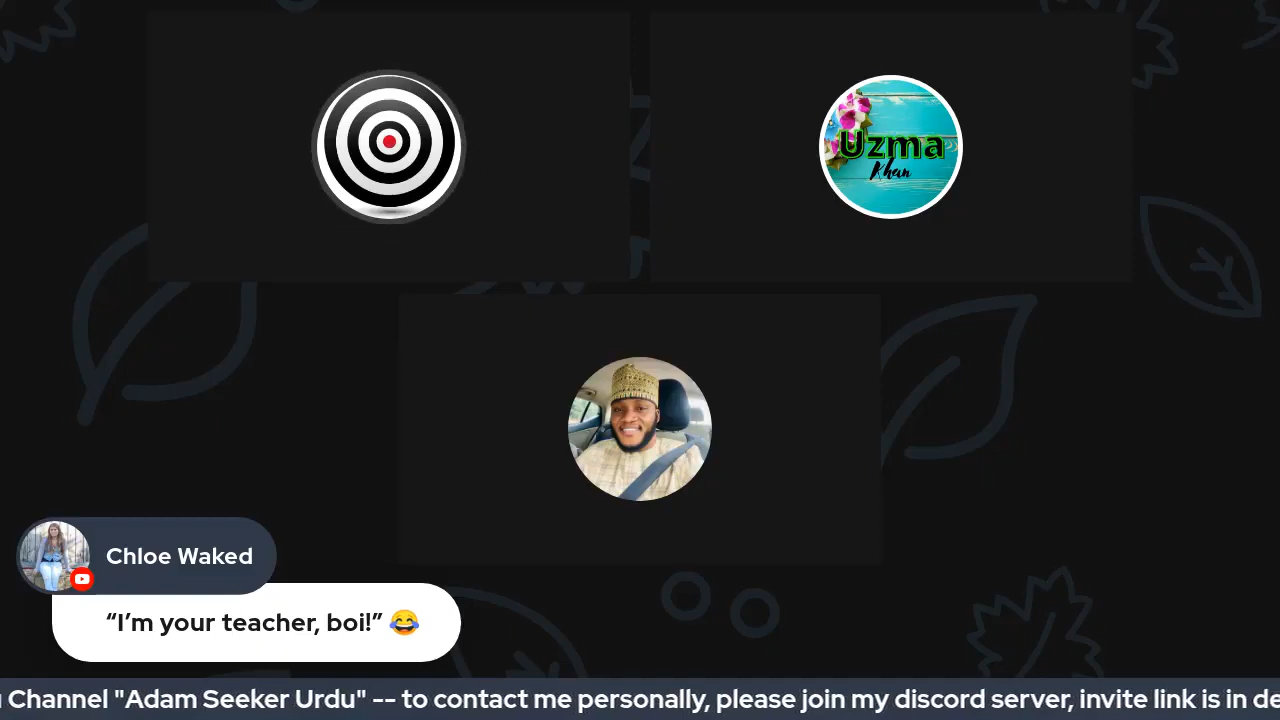 Uzma
Khan
Chloe Waked
“I’m your teacher, boi!” 😂
Channel "Adam Seeker Urdu" -- to contact me personally, please join my discord server, invite link is in